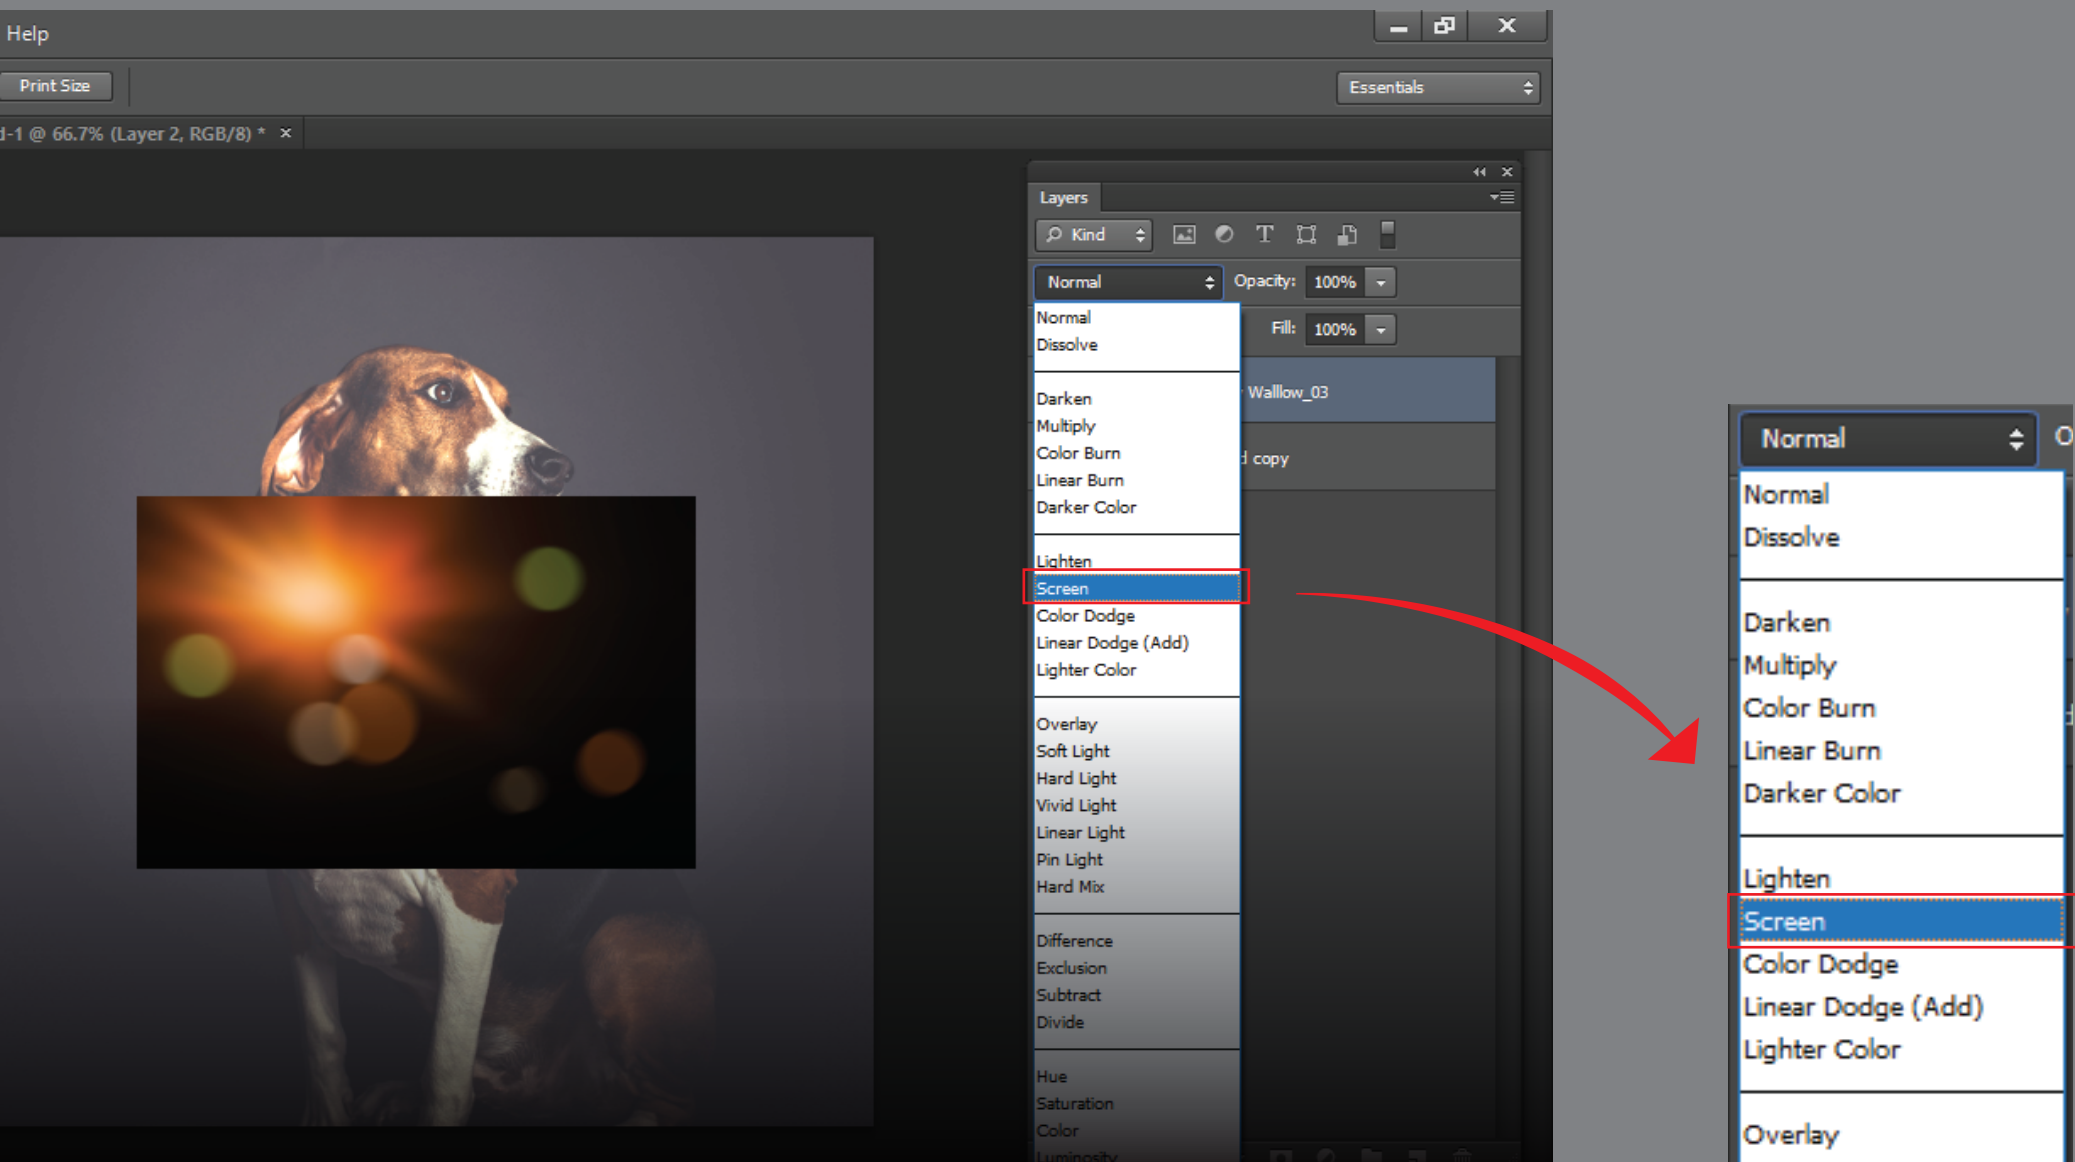 Help
Print Size
Essentials
d-1 @ 66.7% (Layer 2, RGB/8) * ×
Layers
Kind
Normal Opacity: 100%
Fill: 100%
Normal
Dissolve
Darken
Multiply
Color Burn
Linear Burn
Darker Color
Lighten
Screen
Color Dodge
Linear Dodge (Add)
Lighter Color
Overlay
Soft Light
Hard Light
Vivid Light
Linear Light
Pin Light
Hard Mix
Difference
Exclusion
Subtract
Divide
Hue
Saturation
Color
Luminosity
Walllow_03
d copy
Normal O
Normal
Dissolve
Darken
Multiply
Color Burn
Linear Burn
Darker Color
Lighten
Screen
Color Dodge
Linear Dodge (Add)
Lighter Color
Overlay